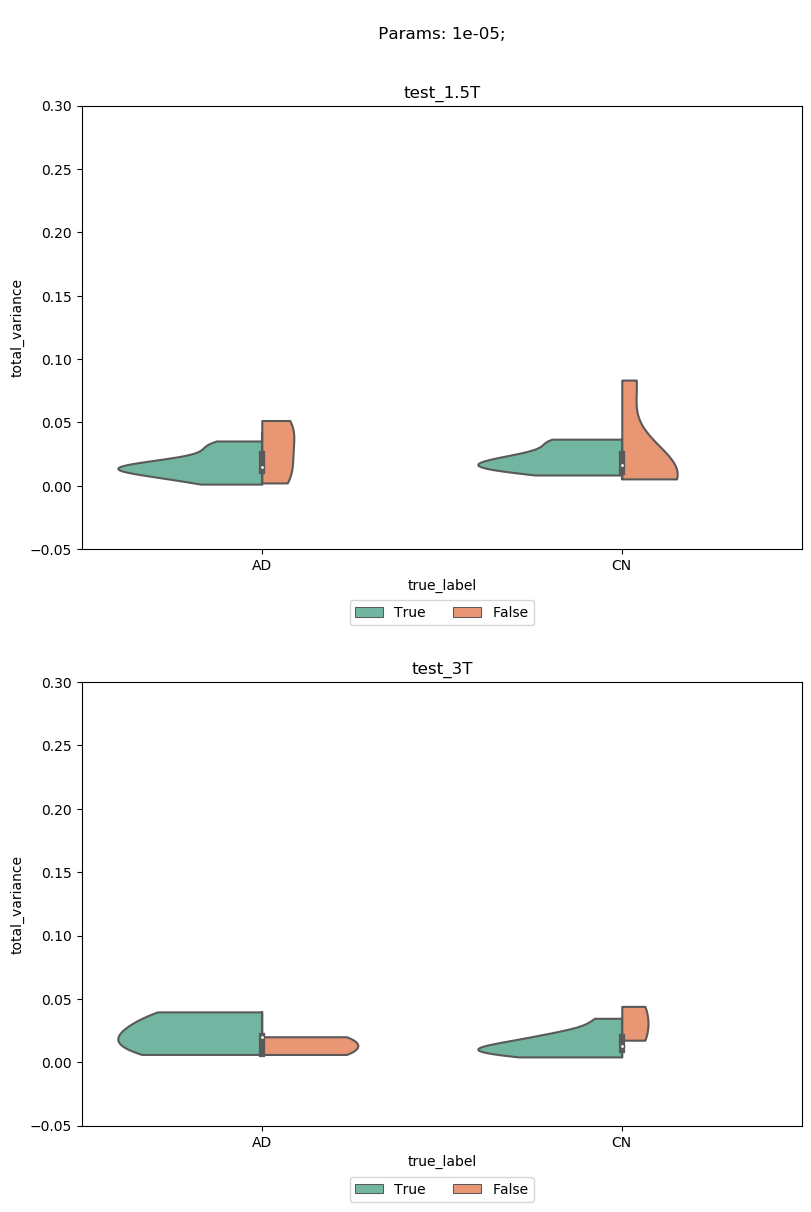 Params: 1e-05;
test_1.5T
0.30
0.25
0.20
0.15
0.10
0.05
0.00
−0.05
total_variance
AD CN
true_label
True False
test_3T
0.30
0.25
0.20
0.15
0.10
0.05
0.00
−0.05
total_variance
AD CN
true_label
True False